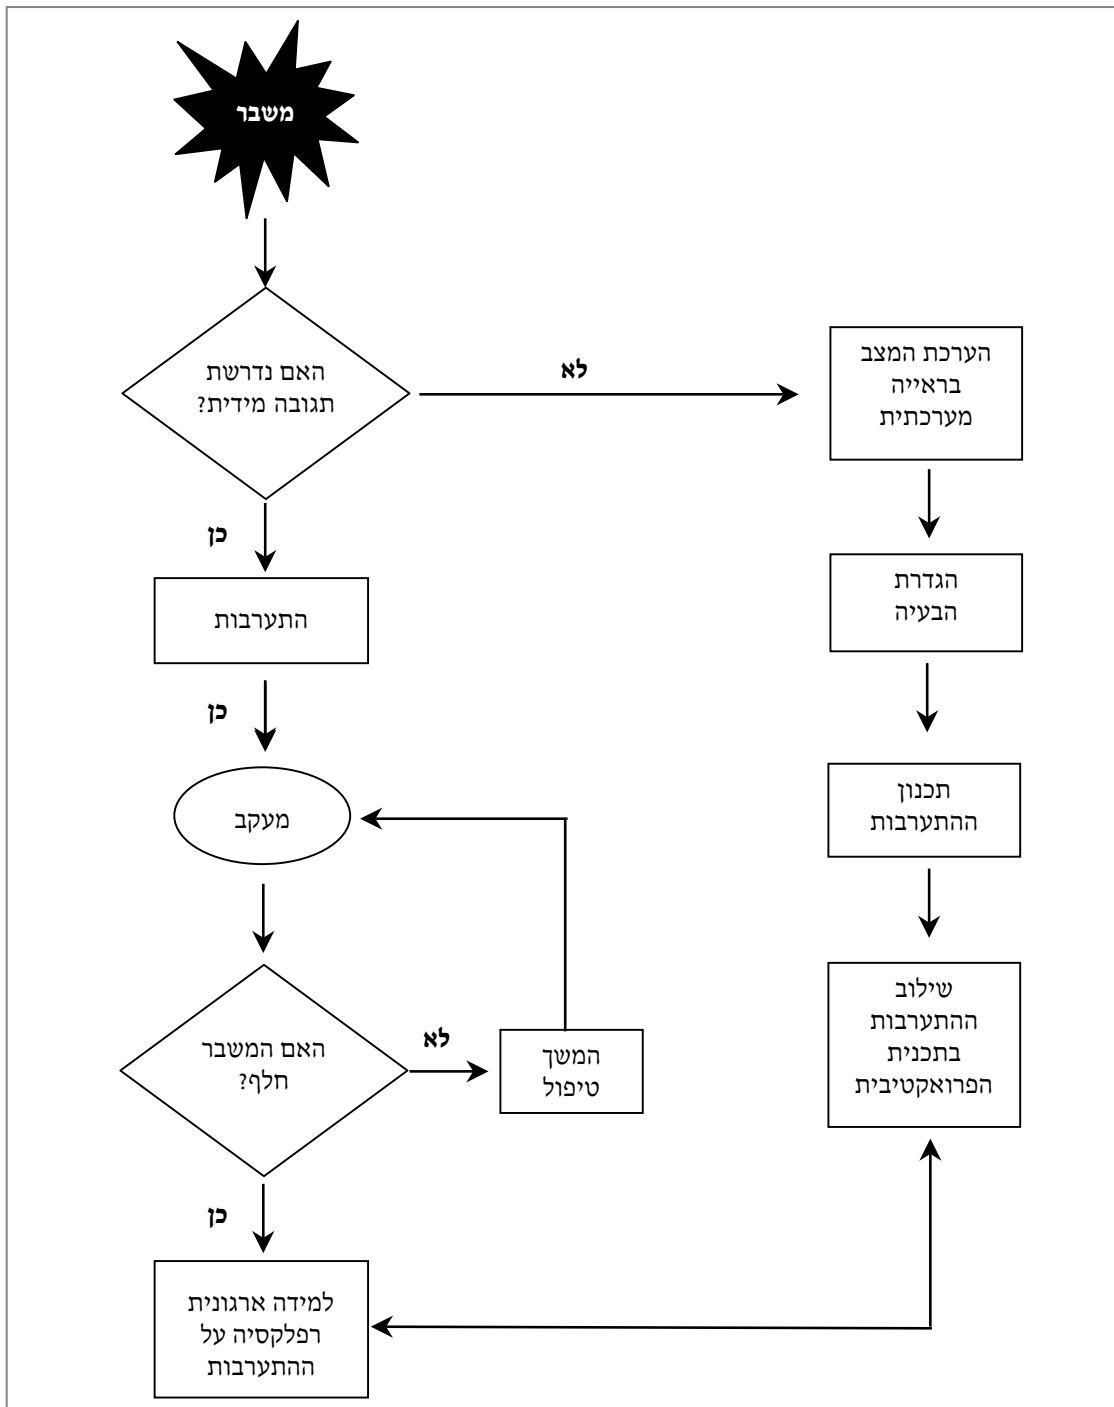 משבר
האם נדרשת
תגובה מידית?
לא
הערכת המצב
בראייה
מערכתית
כן
התערבות
הגדרת
הבעיה
כן
מעקב
תכנון
ההתערבות
האם המשבר
חלף?
לא
המשך
טיפול
שילוב
ההתערבות
בתכנית
הפרואקטיבית
כן
למידה ארגונית
רפלקסיה על
ההתערבות